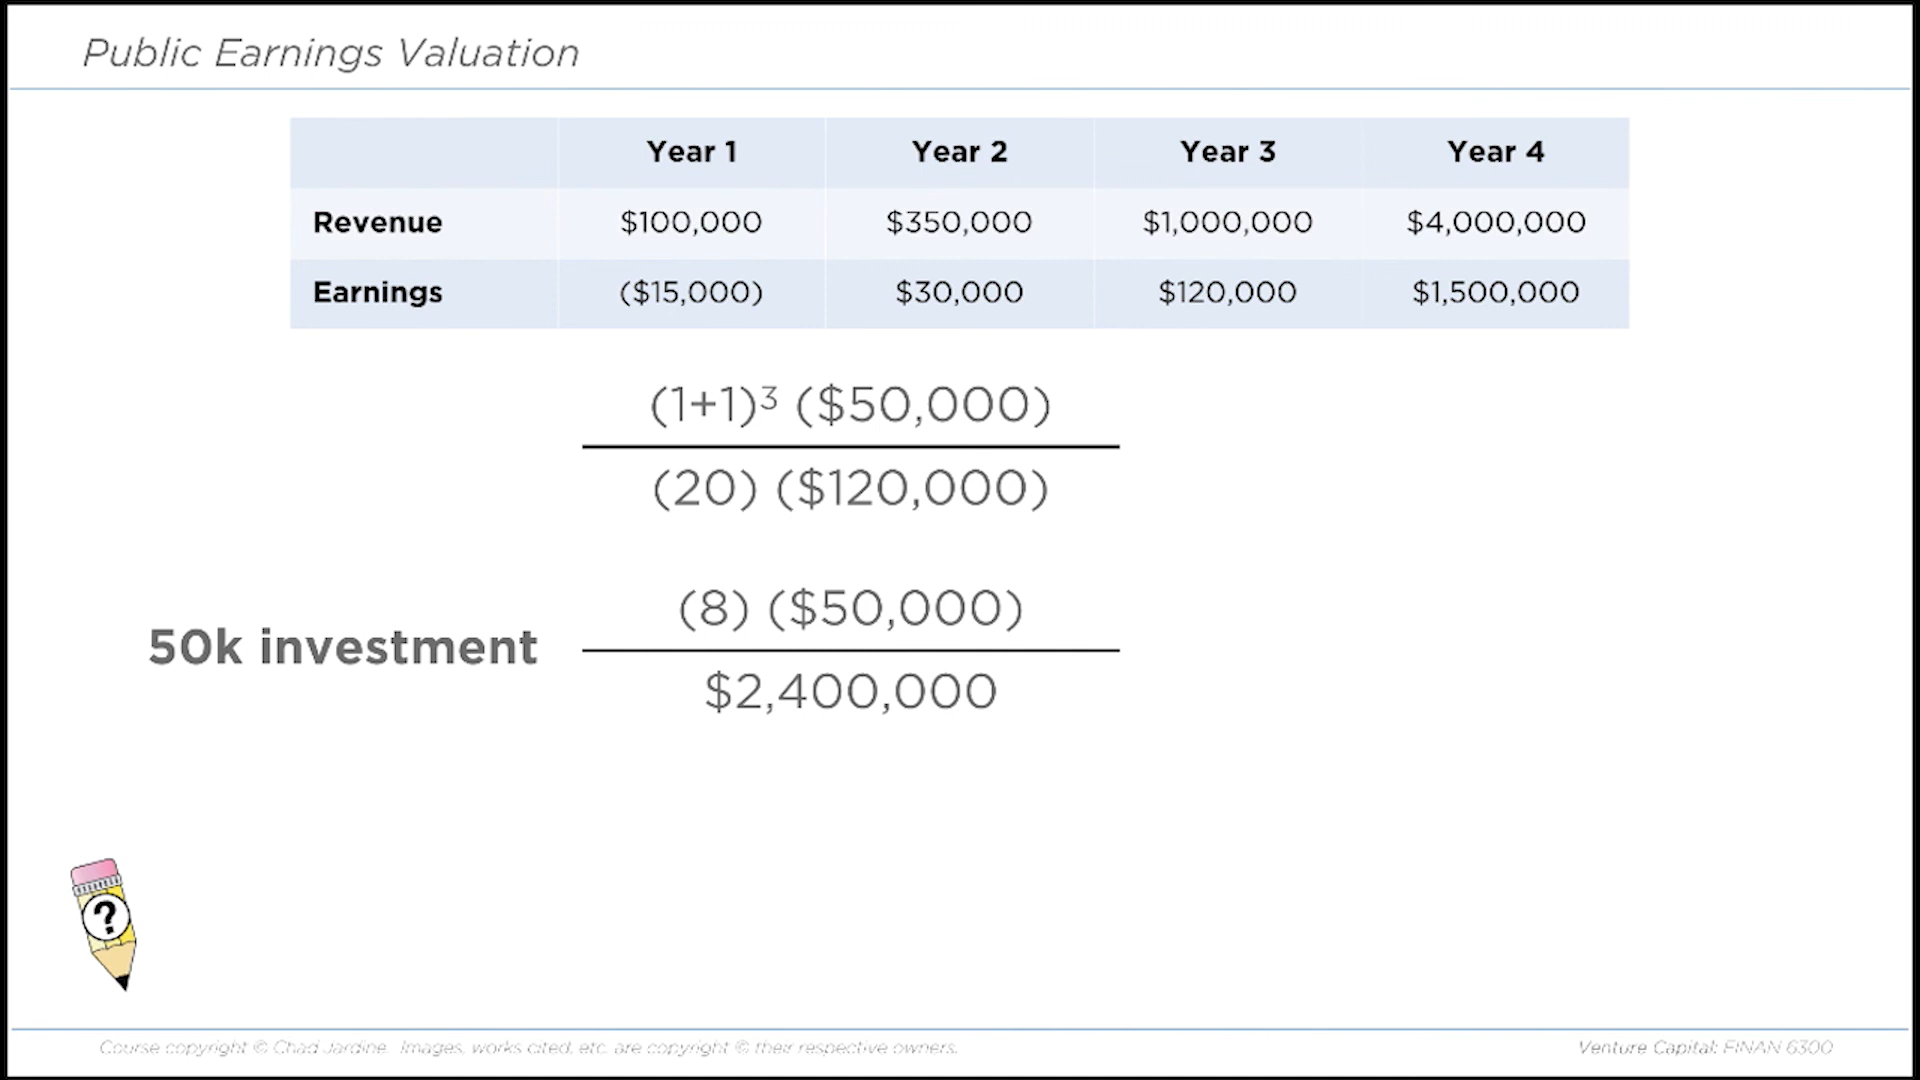 Public Earnings Valuation
Year 1 Year 2 Year 3 Year 4
Revenue $100,000 $350,000 $1,000,000 $4,000,000
Earnings ($15,000) $30,000 $120,000 $1,500,000
(1+1)³ ($50,000)
(20) ($120,000)
(8) ($50,000)
50k investment
$2,400,000
?
Course copyright © Chad Jardine. Images, works cited, etc. are copyright © their respective owners.
Venture Capital: FINAN 6300